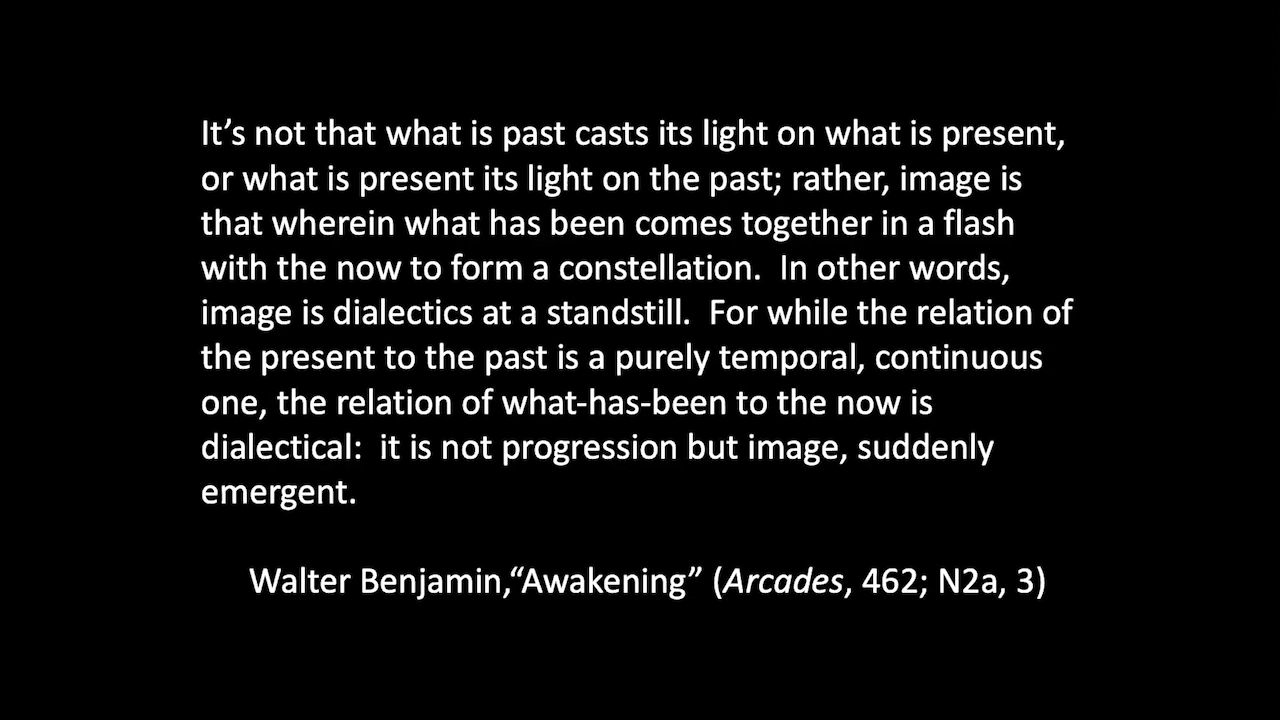 It’s not that what is past casts its light on what is present,
or what is present its light on the past; rather, image is
that wherein what has been comes together in a flash
with the now to form a constellation.  In other words,
image is dialectics at a standstill.  For while the relation of
the present to the past is a purely temporal, continuous
one, the relation of what-has-been to the now is
dialectical:  it is not progression but image, suddenly
emergent.
Walter Benjamin,“Awakening” (Arcades, 462; N2a, 3)